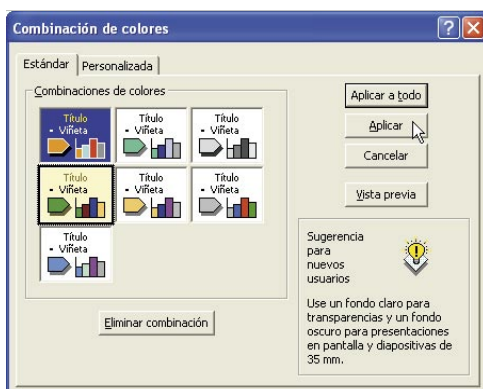 Combinación de colores
Estándar
Personalizada
Combinaciones de colores
Título
• Viñeta
Título
• Viñeta
Título
• Viñeta
Título
• Viñeta
Título
• Viñeta
Título
• Viñeta
Título
• Viñeta
Eliminar combinación
Aplicar a todo
Aplicar
Cancelar
Vista previa
Sugerencia
para
nuevos
usuarios
Use un fondo claro para
transparencias y un fondo
oscuro para presentaciones
en pantalla y diapositivas de
35 mm.